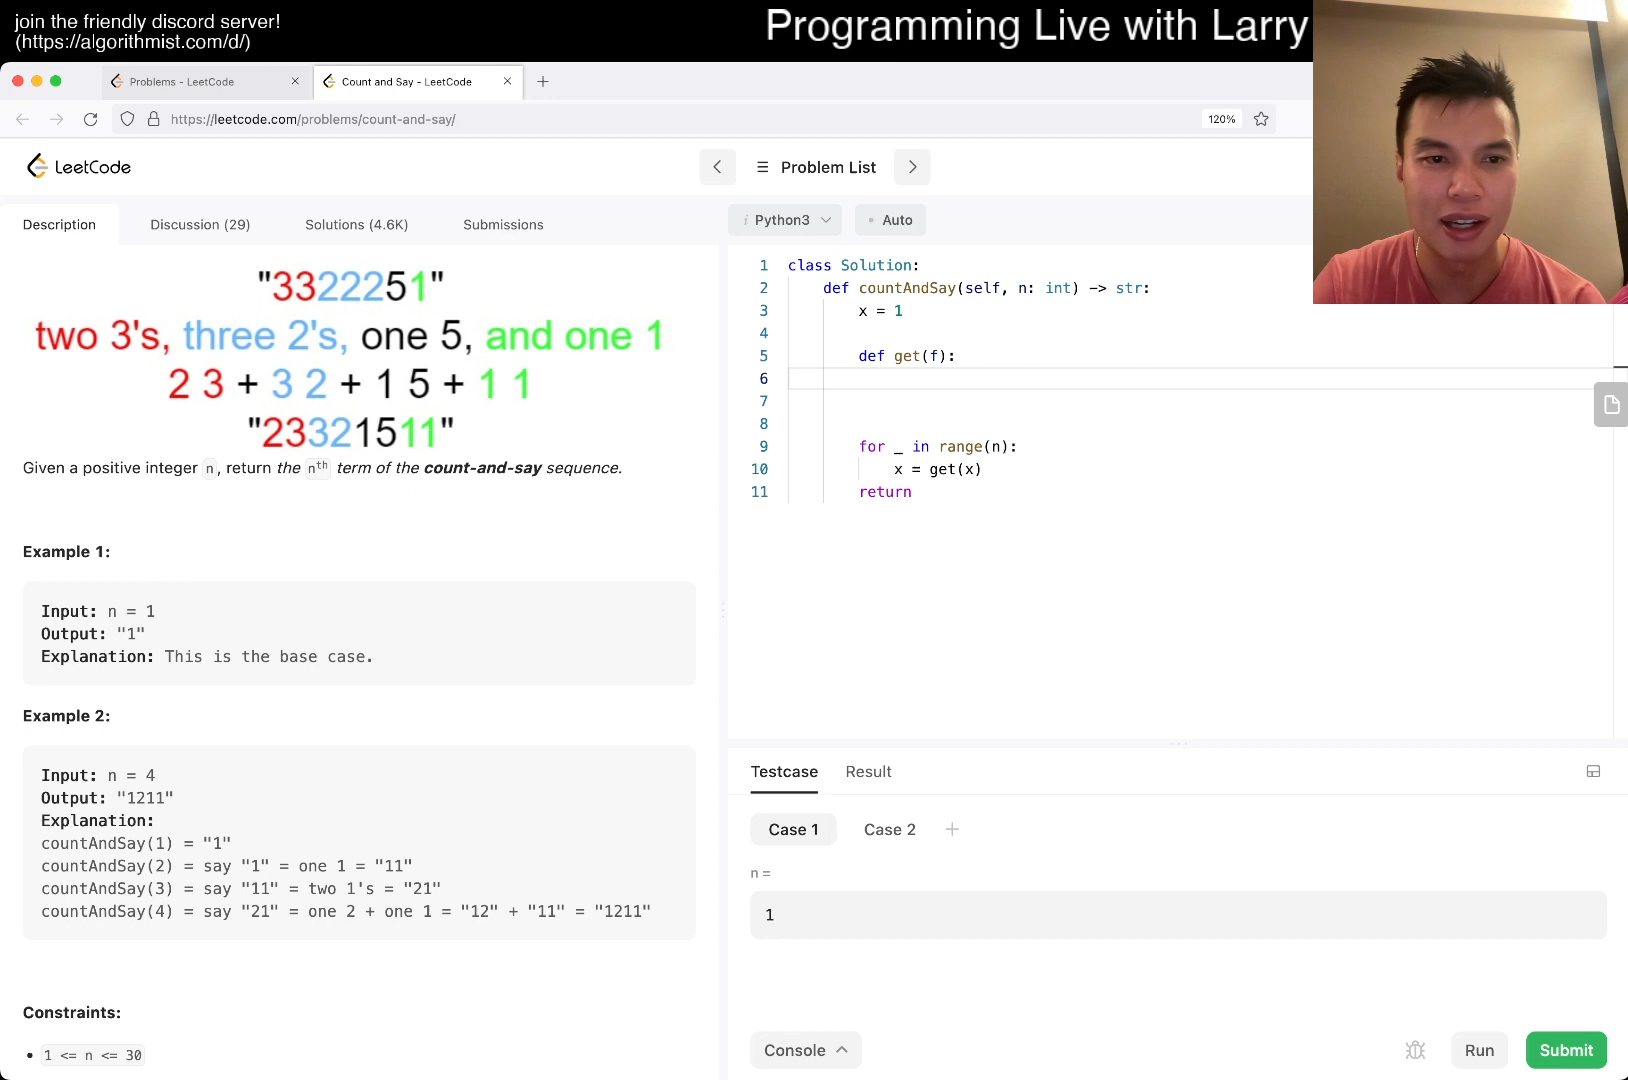 join the friendly discord server!
(https://algorithmist.com/d/)
Programming Live with Larry
Problems - LeetCode
Count and Say - LeetCode
https://leetcode.com/problems/count-and-say/
120%
LeetCode
Problem List
Description
Discussion (29)
Solutions (4.6K)
Submissions
"3322251"
two 3's, three 2's, one 5, and one 1
2 3 + 3 2 + 1 5 + 1 1
"23321511"
Given a positive integer n, return the nth term of the count-and-say sequence.
Example 1:
Input: n = 1
Output: "1"
Explanation: This is the base case.
Example 2:
Input: n = 4
Output: "1211"
Explanation:
countAndSay(1) = "1"
countAndSay(2) = say "1" = one 1 = "11"
countAndSay(3) = say "11" = two 1's = "21"
countAndSay(4) = say "21" = one 2 + one 1 = "12" + "11" = "1211"
Constraints:
• 1 <= n <= 30
i Python3
• Auto
1 class Solution:
2 def countAndSay(self, n: int) -> str:
3 x = 1
4
5 def get(f):
6
7
8
9 for _ in range(n):
10 x = get(x)
11 return
Testcase
Result
Case 1
Case 2
n =
1
Console
Run
Submit